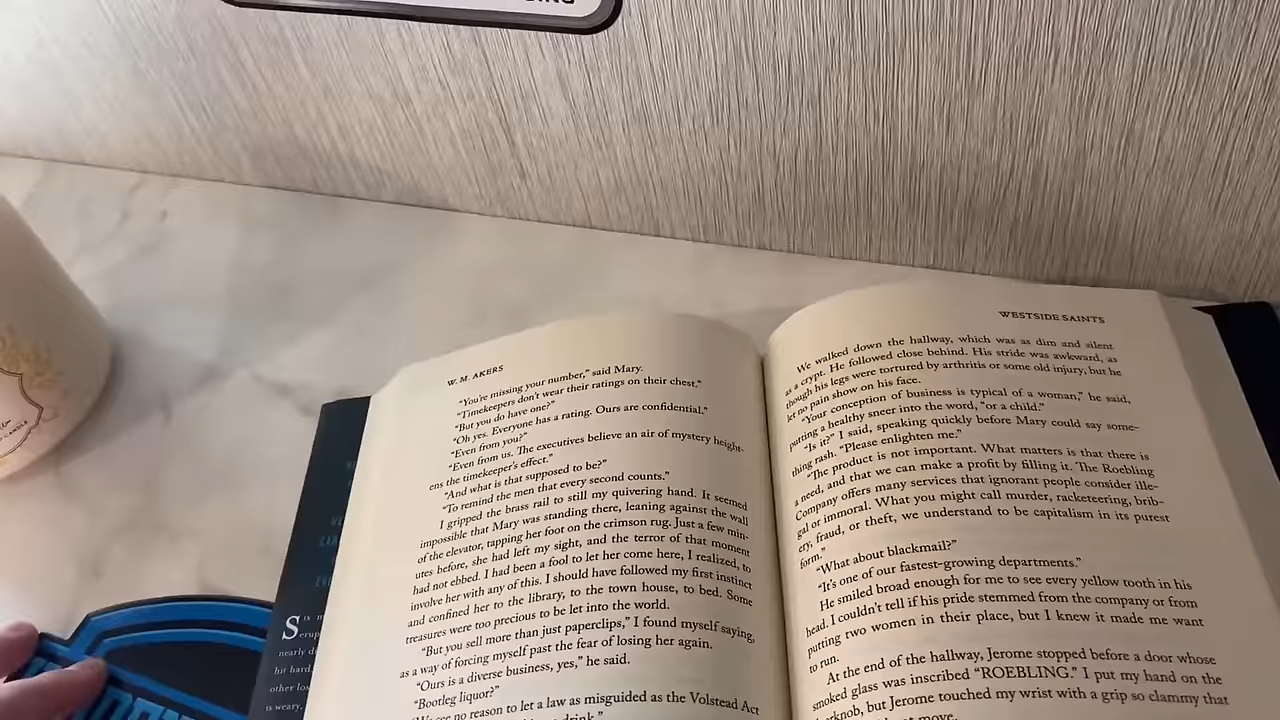 W. M. AKERS
"You're missing your number," said Mary.
"Timekeepers don't wear their ratings on their chest."
"But you do have one?"
"Oh yes. Everyone has a rating. Ours are confidential."
"Even from you?"
"Even from us. The executives believe an air of mystery height-
ens the timekeeper's effect."
"And what is that supposed to be?"
"To remind the men that every second counts."
I gripped the brass rail to still my quivering hand. It seemed
impossible that Mary was standing there, leaning against the wall
of the elevator, tapping her foot on the crimson rug. Just a few min-
utes before, she had left my sight, and the terror of that moment
had not ebbed. I had been a fool to let her come here, I realized, to
involve her with any of this. I should have followed my first instinct
and confined her to the library, to the town house, to bed. Some
treasures were too precious to be let into the world.
"But you sell more than just paperclips," I found myself saying,
as a way of forcing myself past the fear of losing her again.
"Ours is a diverse business, yes," he said.
"Bootleg liquor?"
no reason to let a law as misguided as the Volstead Act
drink."
WESTSIDE SAINTS
We walked down the hallway, which was as dim and silent
as a crypt. He followed close behind. His stride was awkward, as
though his legs were tortured by arthritis or some old injury, but he
let no pain show on his face.
"Your conception of business is typical of a woman," he said,
putting a healthy sneer into the word, "or a child."
"Is it?" I said, speaking quickly before Mary could say some-
thing rash. "Please enlighten me."
"The product is not important. What matters is that there is
a need, and that we can make a profit by filling it. The Roebling
Company offers many services that ignorant people consider ille-
gal or immoral. What you might call murder, racketeering, brib-
ery, fraud, or theft, we understand to be capitalism in its purest
form."
"What about blackmail?"
"It's one of our fastest-growing departments."
He smiled broad enough for me to see every yellow tooth in his
head. I couldn't tell if his pride stemmed from the company or from
putting two women in their place, but I knew it made me want
to run.
At the end of the hallway, Jerome stopped before a door whose
smoked glass was inscribed "ROEBLING." I put my hand on the
but Jerome touched my wrist with a grip so clammy that
move.
nearly
hit hard
other
is weary,
CANDLE